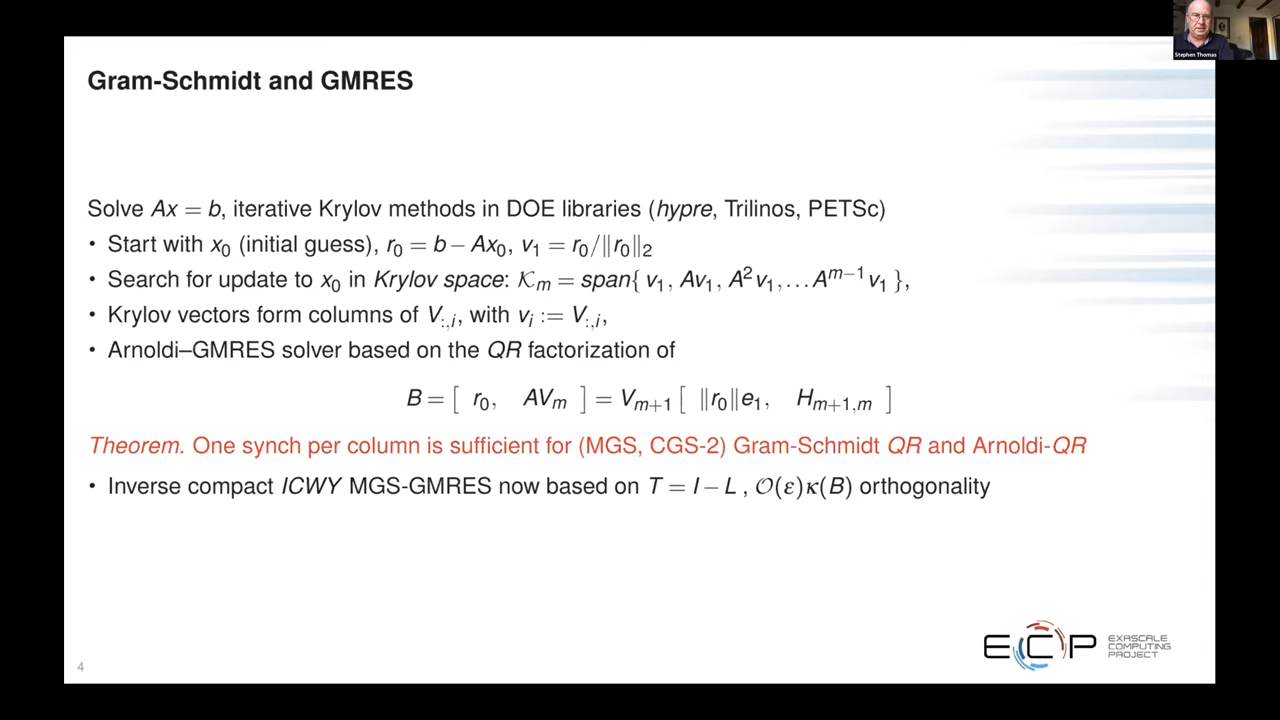 Stephen Thomas
Gram-Schmidt and GMRES
Solve Ax = b, iterative Krylov methods in DOE libraries (hypre, Trilinos, PETSc)
• Start with x₀ (initial guess), r₀ = b − Ax₀, v₁ = r₀/‖r₀‖₂
• Search for update to x₀ in Krylov space: 𝒦ₘ = span{ v₁, Av₁, A²v₁, … Aᵐ⁻¹v₁ },
• Krylov vectors form columns of V_{:,i}, with vᵢ := V_{:,i},
• Arnoldi–GMRES solver based on the QR factorization of
B = [ r₀, AVₘ ] = Vₘ₊₁ [ ‖r₀‖e₁, H_{m+1,m} ]
Theorem. One synch per column is sufficient for (MGS, CGS-2) Gram-Schmidt QR and Arnoldi-QR
• Inverse compact ICWY MGS-GMRES now based on T = I − L , 𝒪(ε)κ(B) orthogonality
ECP EXASCALE COMPUTING PROJECT
4